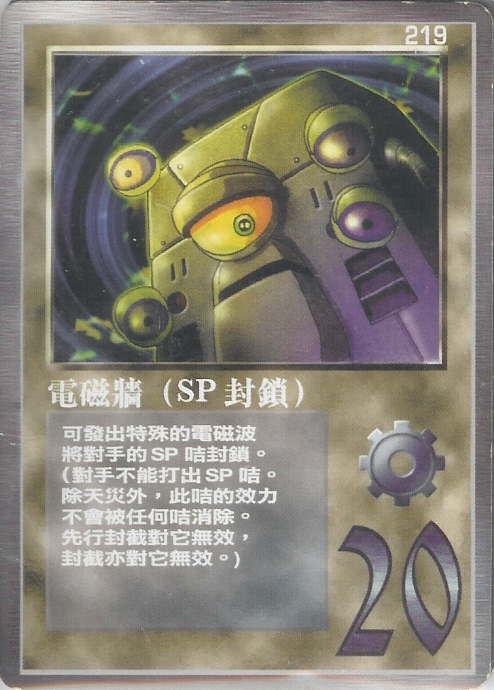 219
電磁牆（SP 封鎖）
可發出特殊的電磁波
將對手的 SP 咭封鎖。
(對手不能打出 SP 咭。
除天災外，此咭的效力
不會被任何咭消除。
先行封截對它無效，
封截亦對它無效。)
20